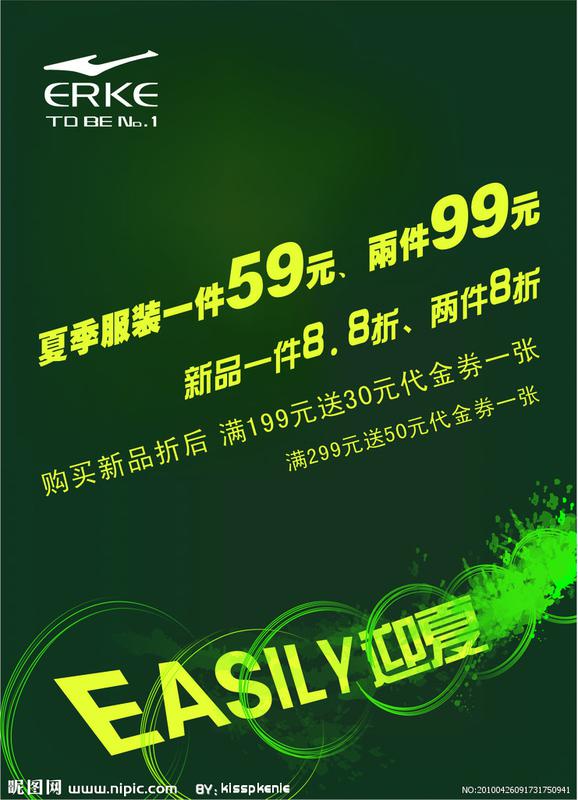 ERKE
TO BE No.1
夏季服装一件59元、兩件99元
新品一件8.8折、两件8折
购买新品折后 满199元送30元代金券一张
满299元送50元代金券一张
EASILY迎夏
昵图网 www.nipic.com BY: kisspkenle NO:20100426091731750941